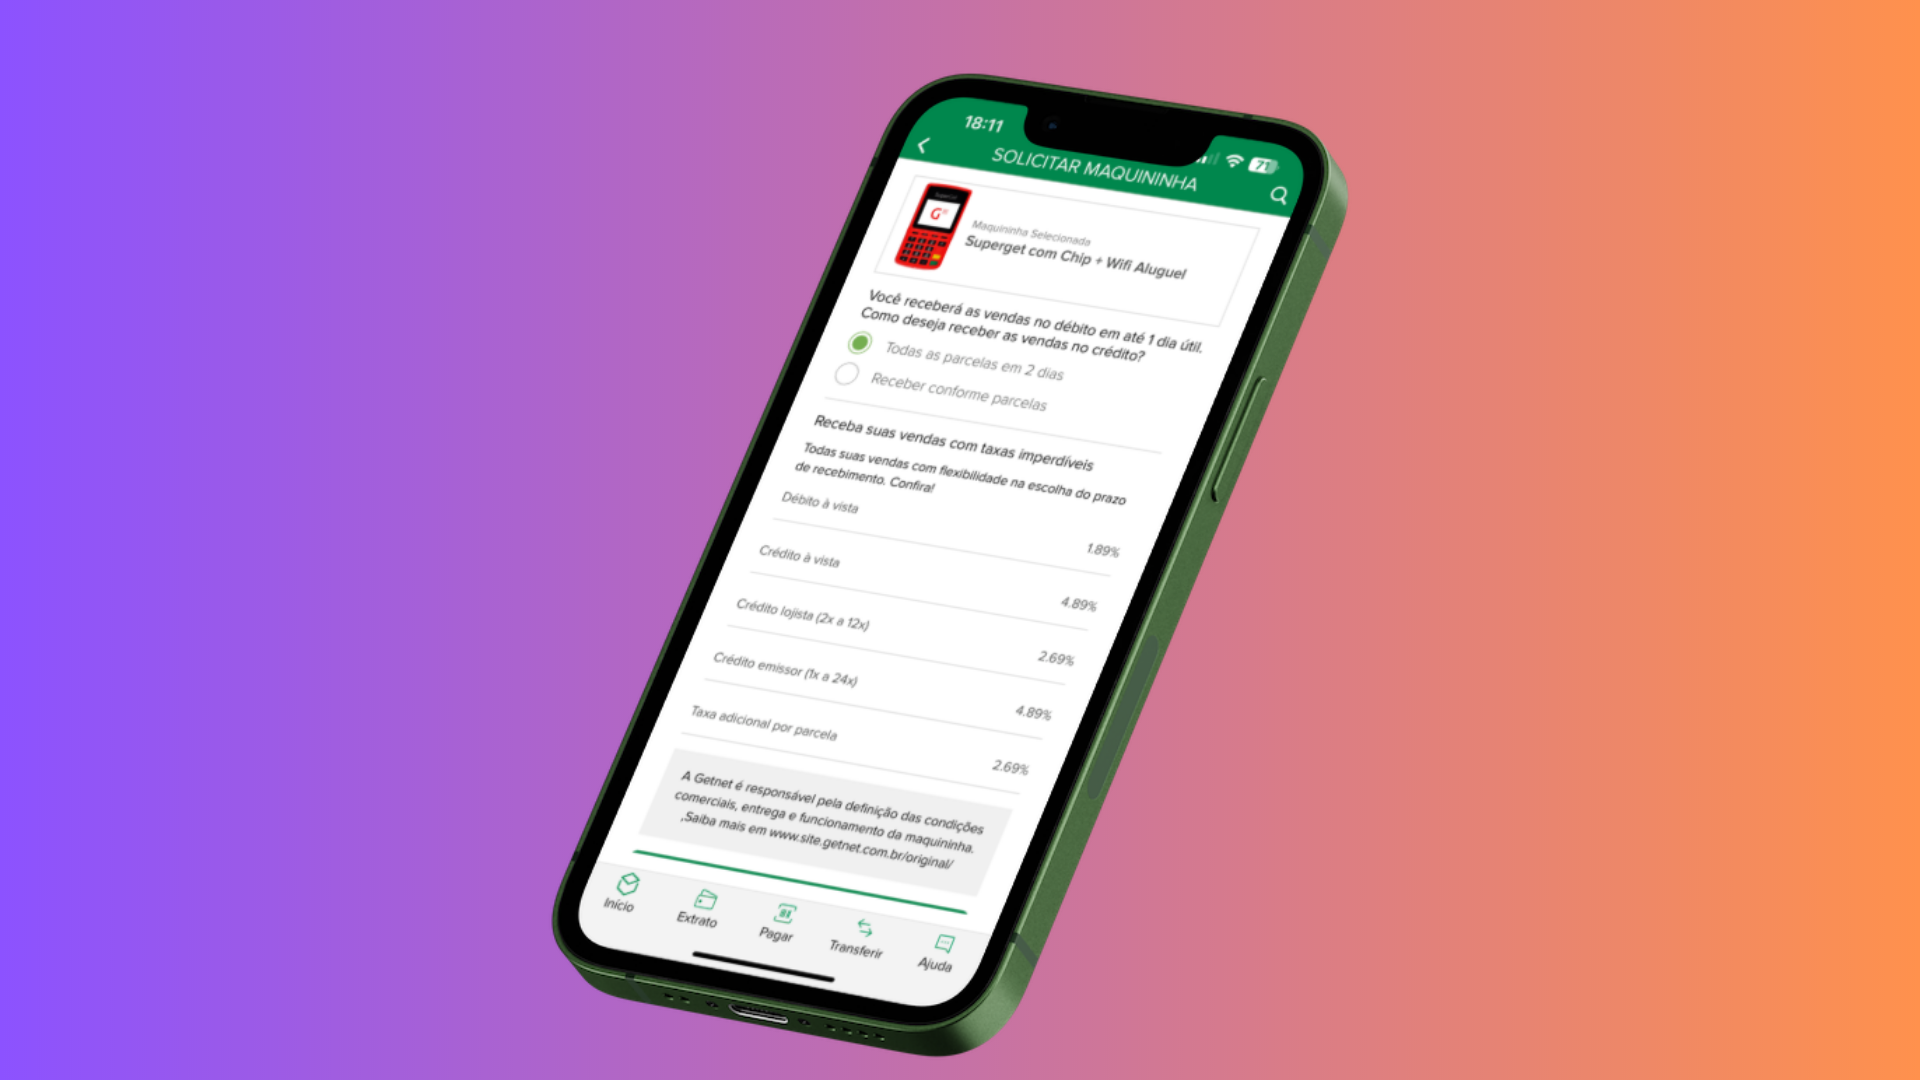 18:11
71
SOLICITAR MAQUININHA
G
Maquininha Selecionada
Superget com Chip + Wifi Aluguel
Você receberá as vendas no débito em até 1 dia útil.
Como deseja receber as vendas no crédito?
Todas as parcelas em 2 dias
Receber conforme parcelas
Receba suas vendas com taxas imperdíveis
Todas suas vendas com flexibilidade na escolha do prazo
de recebimento. Confira!
Débito à vista
1.89%
Crédito à vista
4.89%
Crédito lojista (2x a 12x)
2.69%
Crédito emissor (1x a 24x)
4.89%
Taxa adicional por parcela
2.69%
A Getnet é responsável pela definição das condições
comerciais, entrega e funcionamento da maquininha.
,Saiba mais em www.site.getnet.com.br/original/
Início
Extrato
Pagar
Transferir
Ajuda